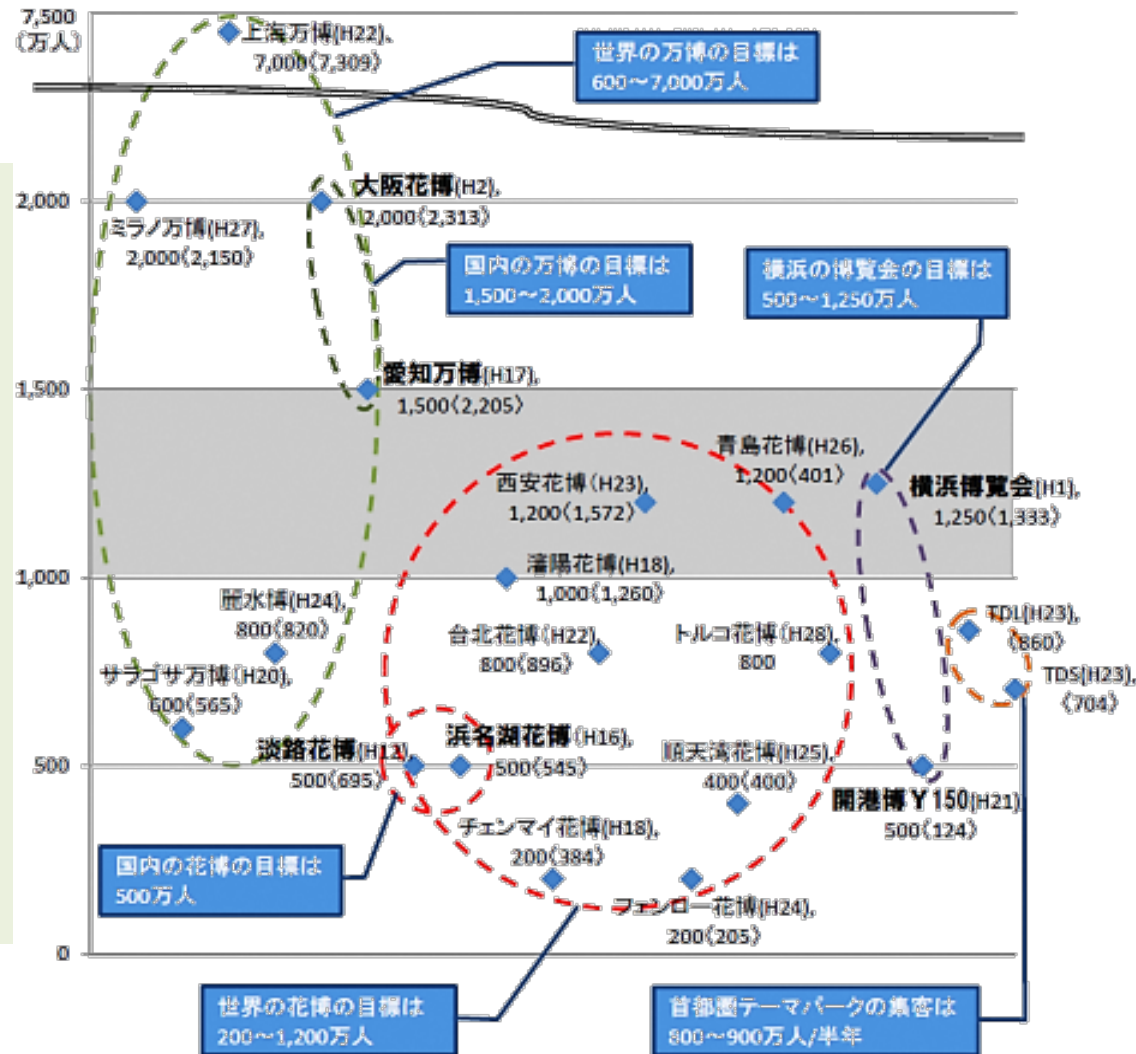 7,500
(万人)
上海万博(H22)、
7,000(7,309)
世界の万博の目標は
600～7,000万人
2,000
ミラノ万博(H27),
2,000(2,150)
大阪花博(H2),
2,000(2,313)
国内の万博の目標は
1,500～2,000万人
横浜の博覧会の目標は
500～1,250万人
1,500
愛知万博(H17),
1,500(2,205)
青島花博(H26),
1,200(401)
西安花博(H23),
1,200(1,572)
横浜博覧会(H1),
1,250(1,333)
1,000
瀋陽花博(H18),
1,000(1,260)
麗水博(H24),
800(820)
台北花博(H22),
800(896)
トルコ花博(H28),
800
TDL(H23),
(860)
サラゴサ万博(H20),
600(565)
TDS(H23),
(704)
500
淡路花博(H12),
500(695)
浜名湖花博(H16),
500(545)
順天湾花博(H25),
400(400)
開港博Y150(H21)
500(124)
チェンマイ花博(H18),
200(384)
国内の花博の目標は
500万人
フェンロー花博(H24),
200(205)
0
世界の花博の目標は
200～1,200万人
首都圏テーマパークの集客は
800～900万人/半年